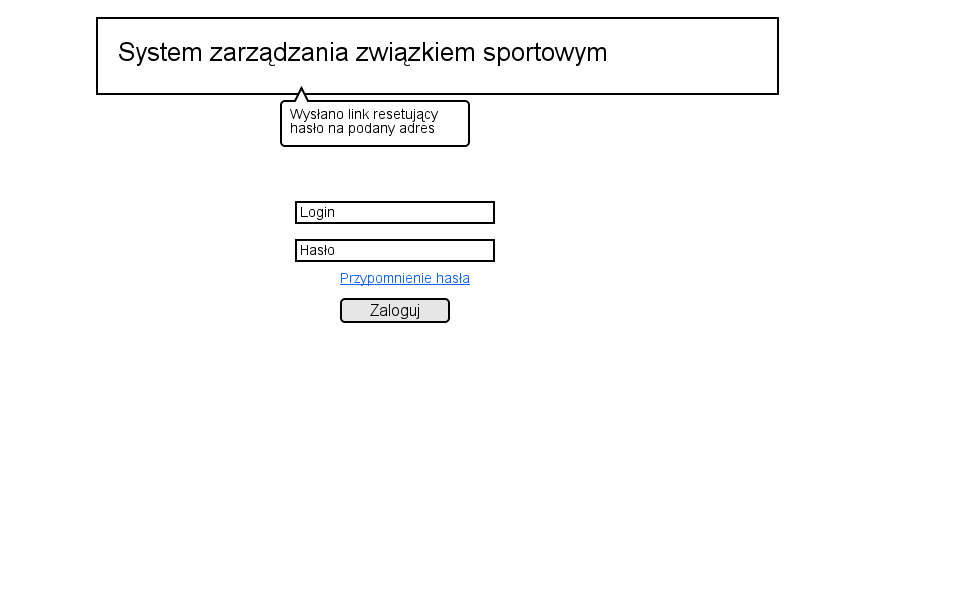 System zarządzania związkiem sportowym
Wysłano link resetujący
hasło na podany adres
Login
Hasło
Przypomnienie hasła
Zaloguj